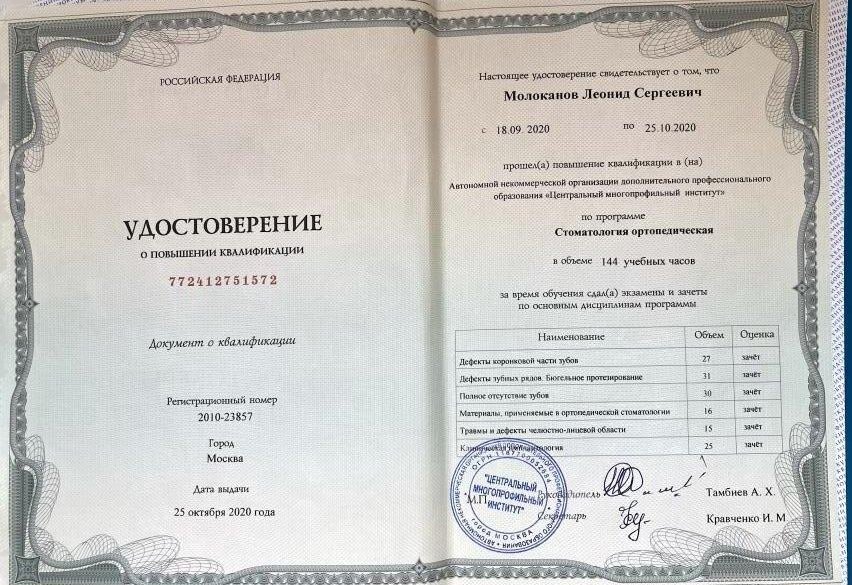 РОССИЙСКАЯ ФЕДЕРАЦИЯ
УДОСТОВЕРЕНИЕ
О ПОВЫШЕНИИ КВАЛИФИКАЦИИ
772412751572
Документ о квалификации
Регистрационный номер
2010-23857
Город
Москва
Дата выдачи
25 октября 2020 года
Настоящее удостоверение свидетельствует о том, что
Молоканов Леонид Сергеевич
с 18.09 2020 по 25.10.2020
прошел(а) повышение квалификации в (на)
Автономной некоммерческой организации дополнительного профессионального
образования «Центральный многопрофильный институт»
по программе
Стоматология ортопедическая
в объеме 144 учебных часов
за время обучения сдал(а) экзамены и зачеты
по основным дисциплинам программы
Наименование Объем Оценка
Дефекты коронковой части зубов 27 зачёт
Дефекты зубных рядов. Бюгельное протезирование 31 зачёт
Полное отсутствие зубов 30 зачёт
Материалы, применяемые в ортопедической стоматологии 16 зачёт
Травмы и дефекты челюстно-лицевой области 15 зачёт
Клиническая имплантология 25 зачёт
"ЦЕНТРАЛЬНЫЙ
МНОГОПРОФИЛЬНЫЙ
ИНСТИТУТ"
ГОРОД МОСКВА
М.П.
Руководитель Тамбиев А. Х.
Секретарь Кравченко И. М